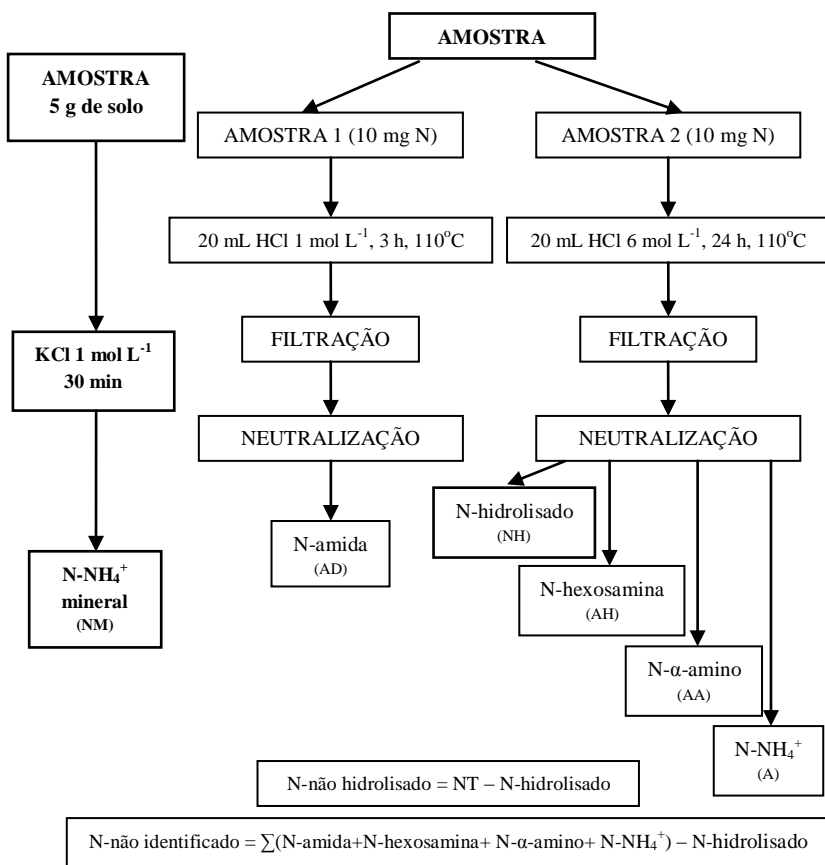 AMOSTRA
5 g de solo
KCl 1 mol L⁻¹
30 min
N-NH₄⁺
mineral
(NM)
AMOSTRA
AMOSTRA 1 (10 mg N)
20 mL HCl 1 mol L⁻¹, 3 h, 110°C
FILTRAÇÃO
NEUTRALIZAÇÃO
N-amida
(AD)
AMOSTRA 2 (10 mg N)
20 mL HCl 6 mol L⁻¹, 24 h, 110°C
FILTRAÇÃO
NEUTRALIZAÇÃO
N-hidrolisado
(NH)
N-hexosamina
(AH)
N-α-amino
(AA)
N-NH₄⁺
(A)
N-não hidrolisado = NT – N-hidrolisado
N-não identificado = ∑(N-amida+N-hexosamina+ N-α-amino+ N-NH₄⁺) – N-hidrolisado